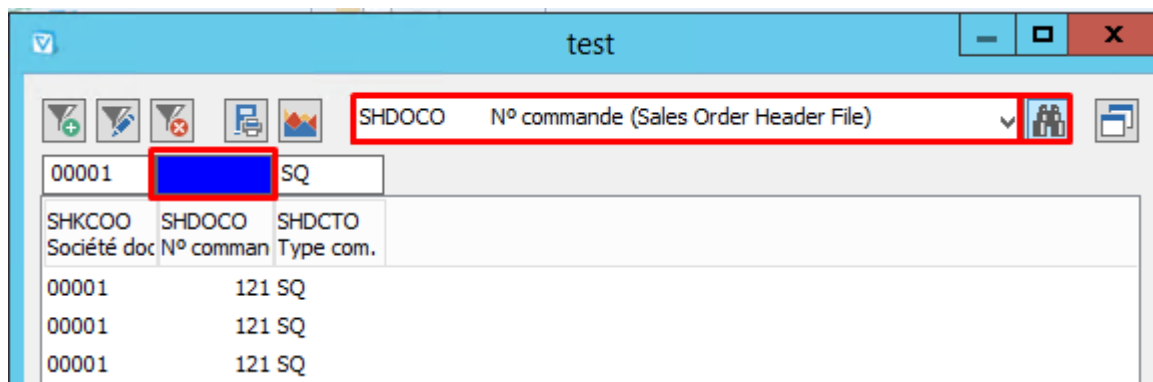 test
SHDOCO Nº commande (Sales Order Header File)
00001 SQ
SHKCOO SHDOCO SHDCTO
Société doc Nº comman Type com.
00001 121 SQ
00001 121 SQ
00001 121 SQ